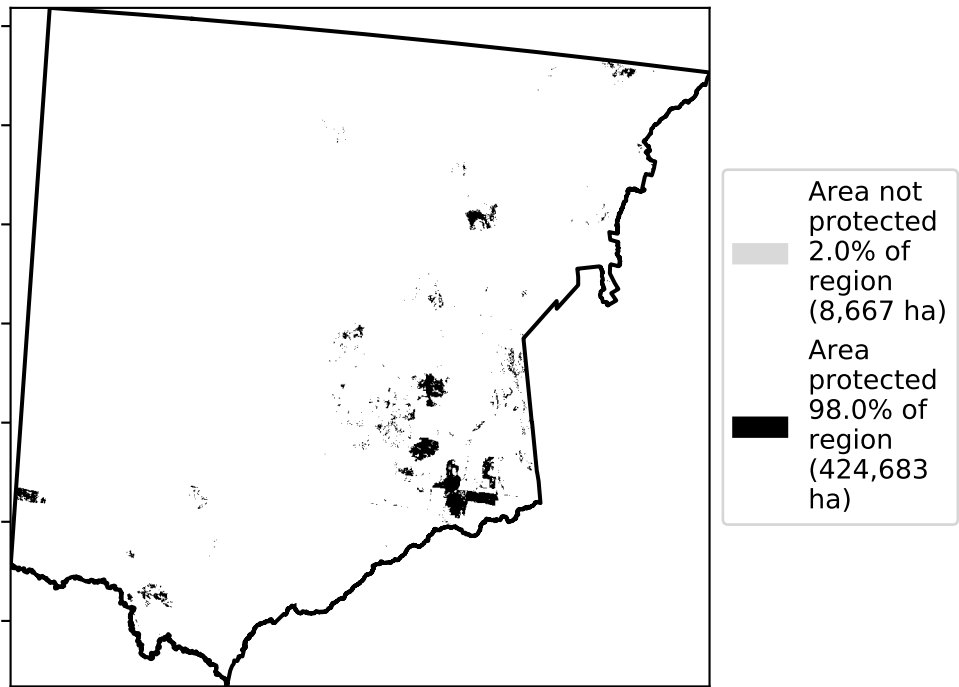 Area not
protected
2.0% of
region
(8,667 ha)
Area
protected
98.0% of
region
(424,683
ha)